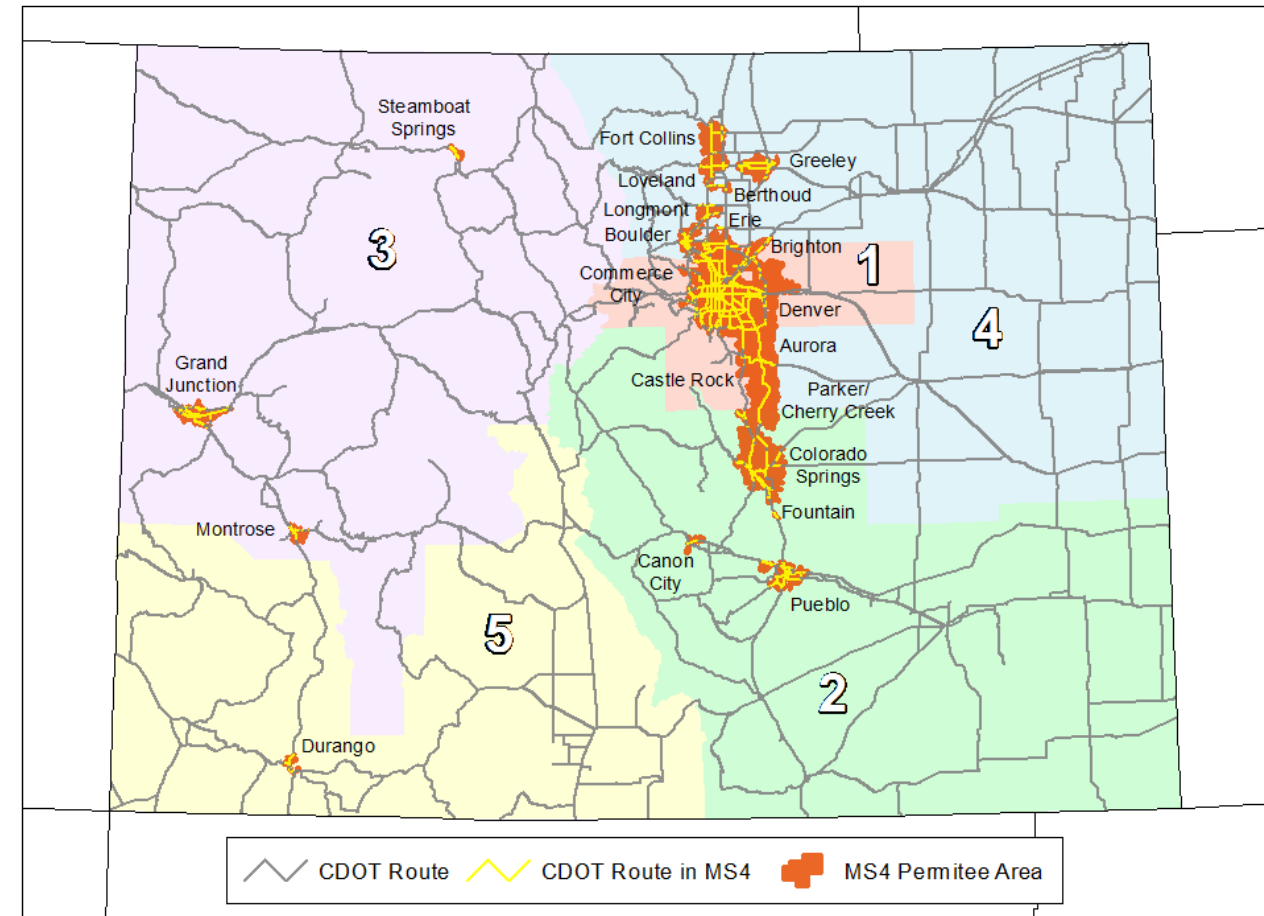 Steamboat
Springs
Fort Collins
Greeley
Loveland
Berthoud
Longmont
Erie
Boulder
Brighton
3
1
Commerce
City
Denver
4
Aurora
Grand
Junction
Castle Rock
Parker/
Cherry Creek
Colorado
Springs
Fountain
Montrose
Canon
City
Pueblo
5
2
Durango
CDOT Route
CDOT Route in MS4
MS4 Permitee Area